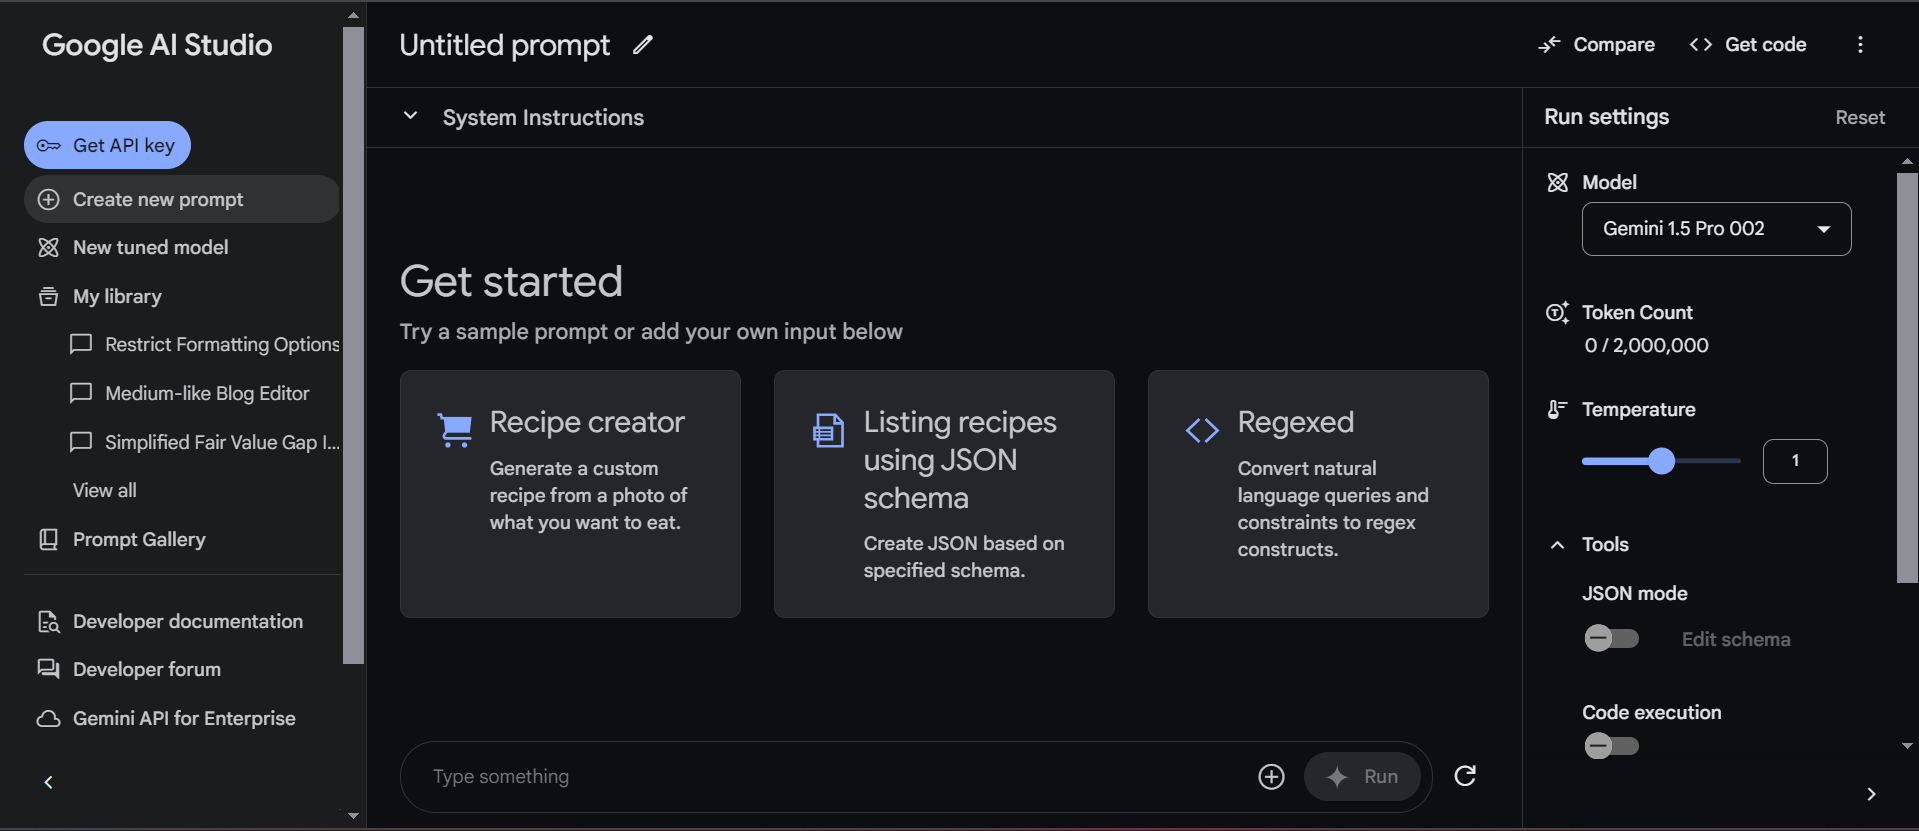 Google AI Studio
Get API key
Create new prompt
New tuned model
My library
Restrict Formatting Options
Medium-like Blog Editor
Simplified Fair Value Gap I...
View all
Prompt Gallery
Developer documentation
Developer forum
Gemini API for Enterprise
Untitled prompt
Compare
Get code
System Instructions
Get started
Try a sample prompt or add your own input below
Recipe creator
Generate a custom
recipe from a photo of
what you want to eat.
Listing recipes
using JSON
schema
Create JSON based on
specified schema.
Regexed
Convert natural
language queries and
constraints to regex
constructs.
Type something
Run
Run settings
Reset
Model
Gemini 1.5 Pro 002
Token Count
0 / 2,000,000
Temperature
1
Tools
JSON mode
Edit schema
Code execution